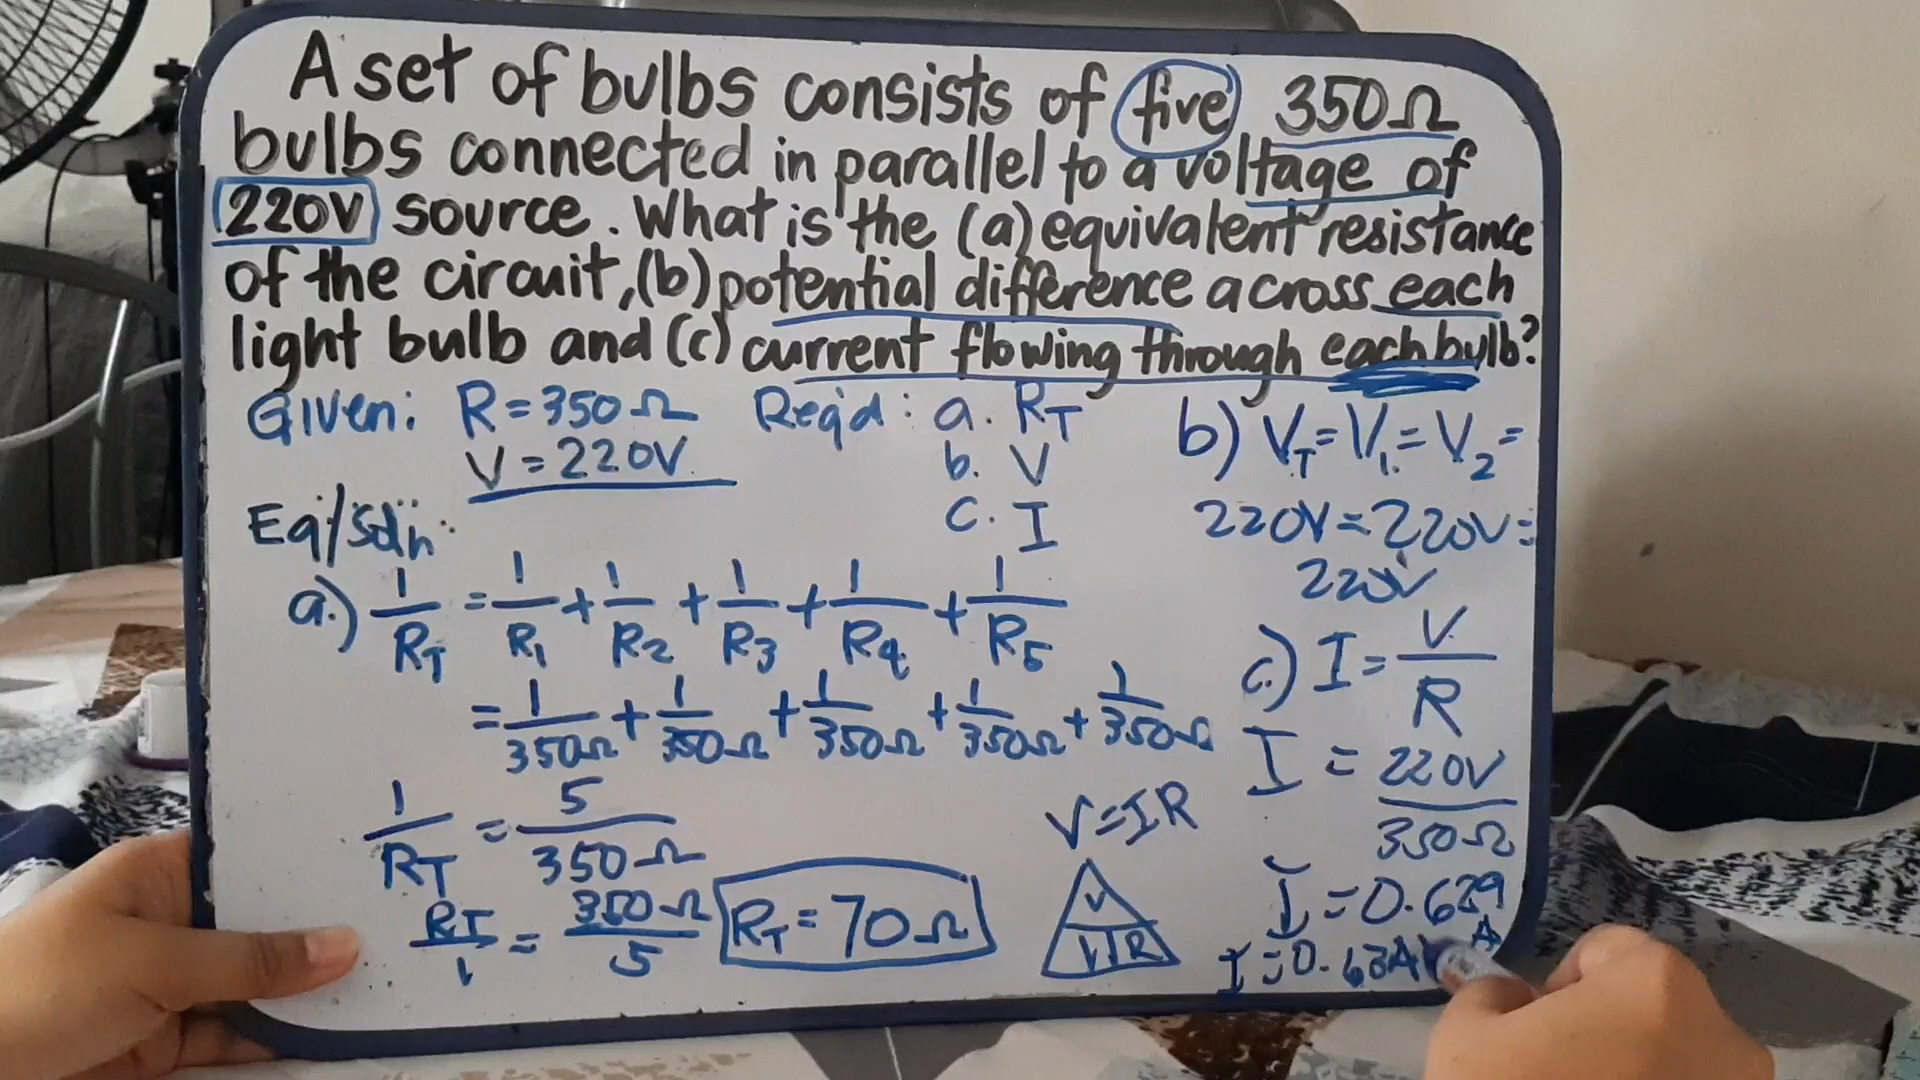 A set of bulbs consists of five 350Ω
bulbs connected in parallel to a voltage of
220V source. What is the (a) equivalent resistance
of the circuit, (b) potential difference across each
light bulb and (c) current flowing through each bulb?
Given: R = 350Ω
V = 220V
Req'd: a. RT
b. V
c. I
Eq/Soln:
a.) 1/RT = 1/R1 + 1/R2 + 1/R3 + 1/R4 + 1/R5
= 1/350Ω + 1/350Ω + 1/350Ω + 1/350Ω + 1/350Ω
1/RT = 5/350Ω
RT/1 = 350Ω/5
RT = 70Ω
V = IR
V
I R
b) VT = V1 = V2 =
220V = 220V =
220V
c.) I = V/R
I = 220V/350Ω
I = 0.629 A
I = 0.63A